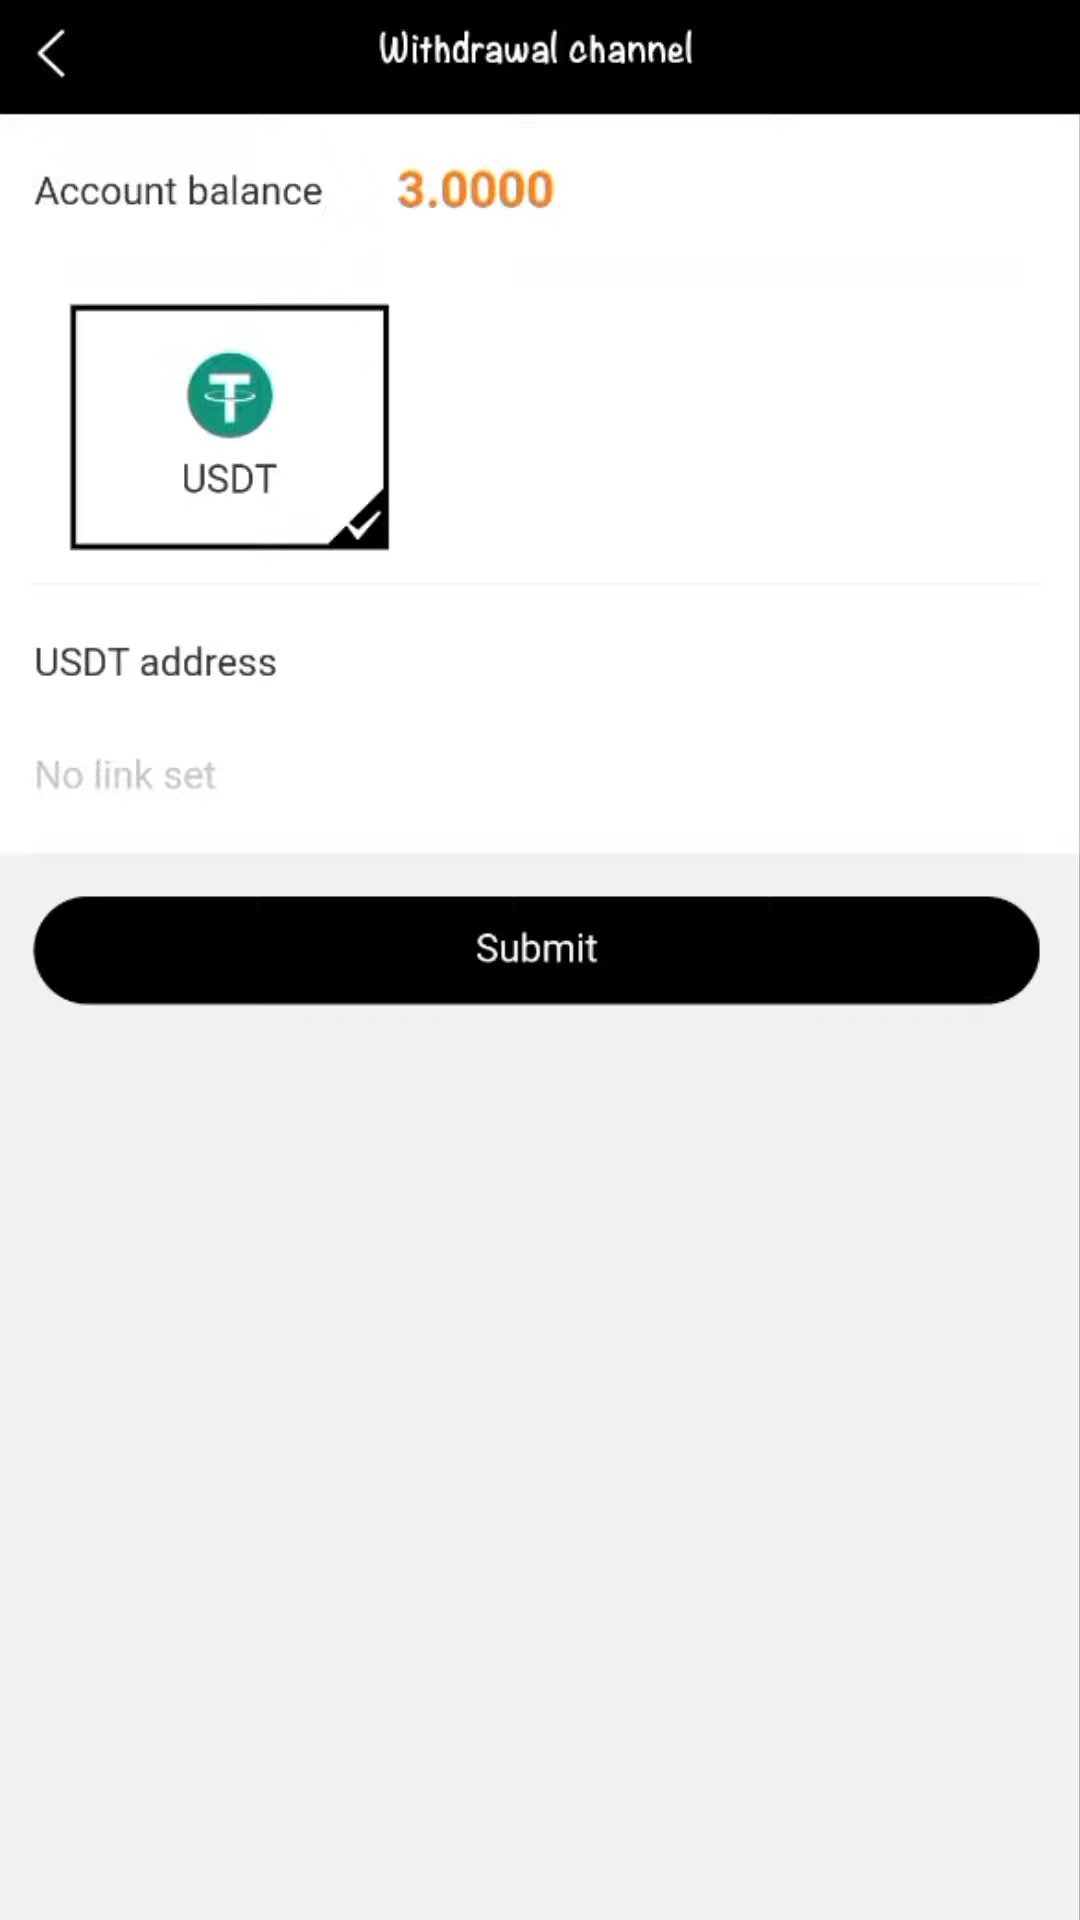 Withdrawal channel
Account balance 3.0000
USDT
USDT address
No link set
Submit